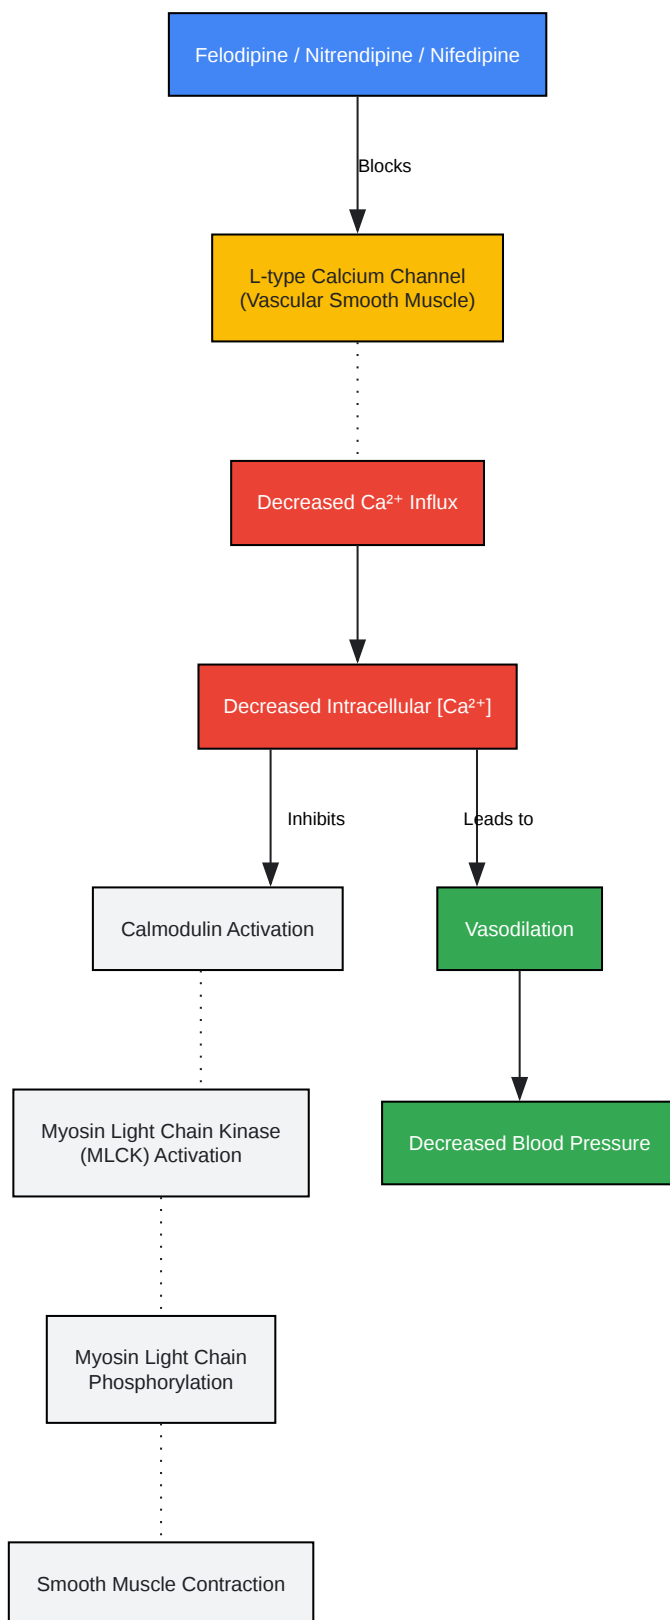 Felodipine / Nitrendipine / Nifedipine
Blocks
L-type Calcium Channel
(Vascular Smooth Muscle)
Decreased Ca²⁺ Influx
Decreased Intracellular [Ca²⁺]
Inhibits
Leads to
Calmodulin Activation
Vasodilation
Myosin Light Chain Kinase
(MLCK) Activation
Decreased Blood Pressure
Myosin Light Chain
Phosphorylation
Smooth Muscle Contraction